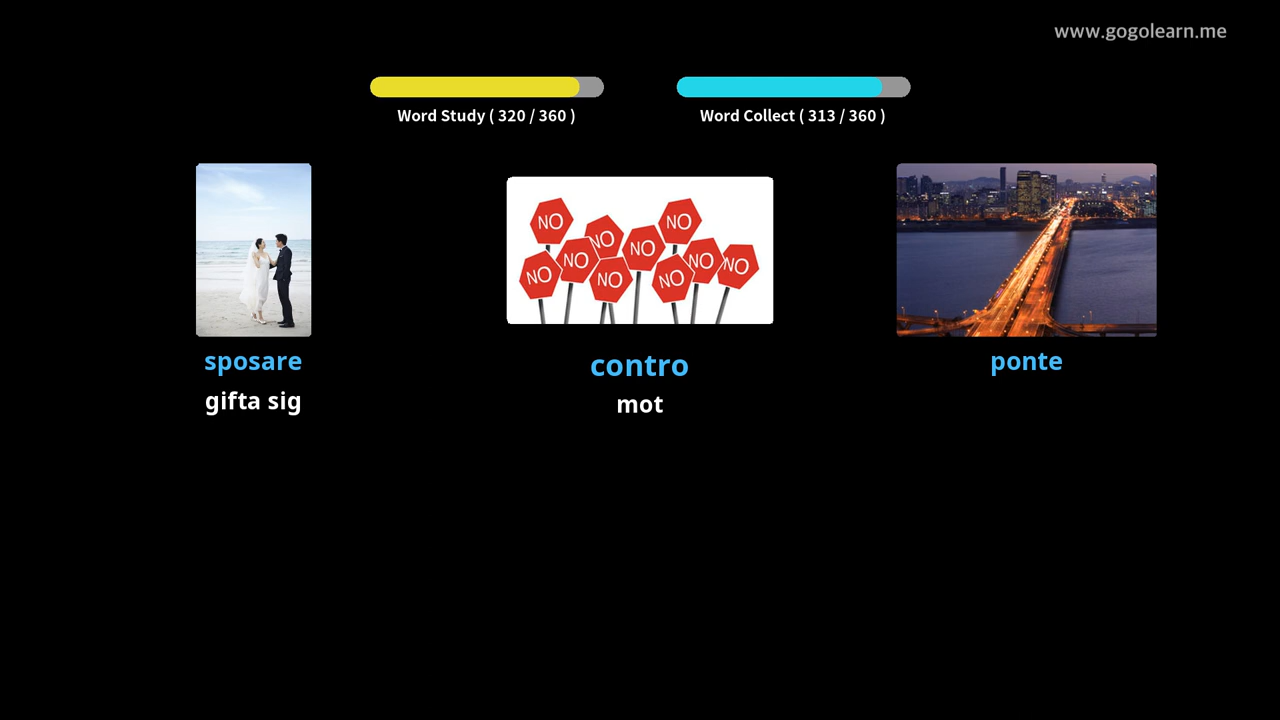 www.gogolearn.me
Word Study ( 320 / 360 )
Word Collect ( 313 / 360 )
NO
NO
NO
NO
NO
NO
NO
NO
NO
NO
sposare
gifta sig
contro
mot
ponte